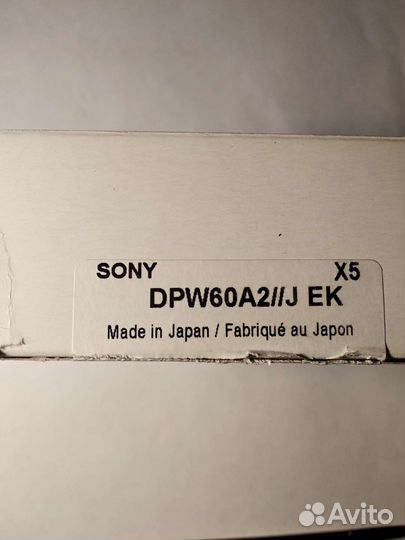 SONY X5
DPW60A2//J EK
Made in Japan / Fabriqué au Japon
Avito